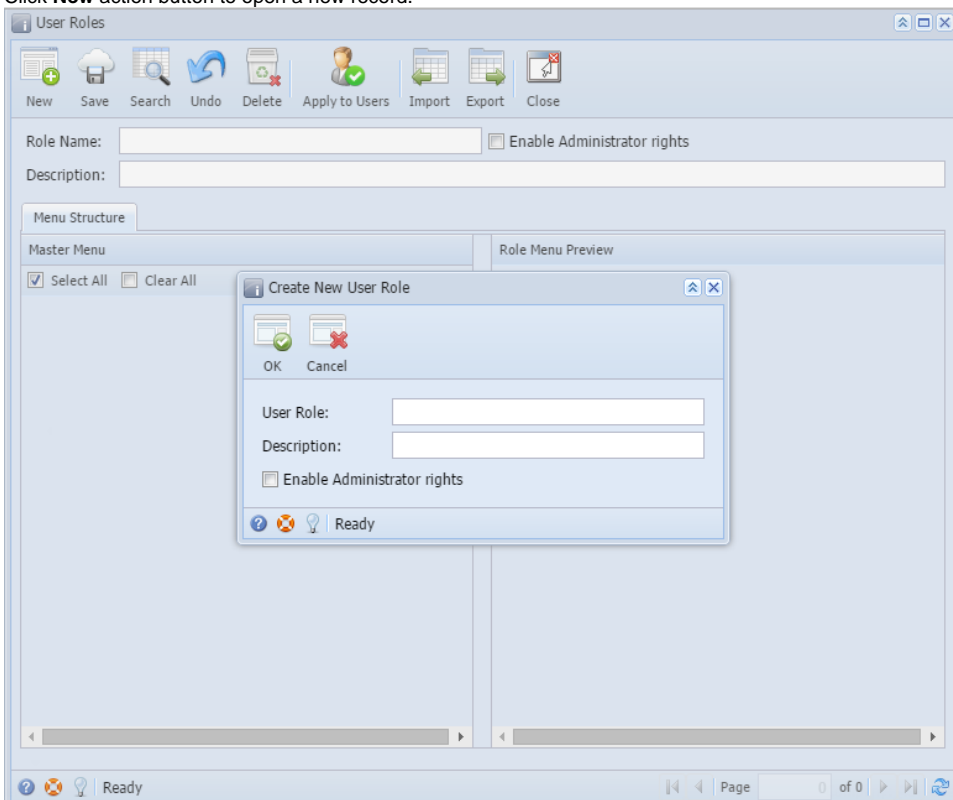 Click New action button to open a new record.
User Roles
New Save Search Undo Delete Apply to Users Import Export Close
Role Name: Enable Administrator rights
Description:
Menu Structure
Master Menu Role Menu Preview
Select All Clear All
Create New User Role
OK Cancel
User Role:
Description:
Enable Administrator rights
Ready
Ready Page 0 of 0